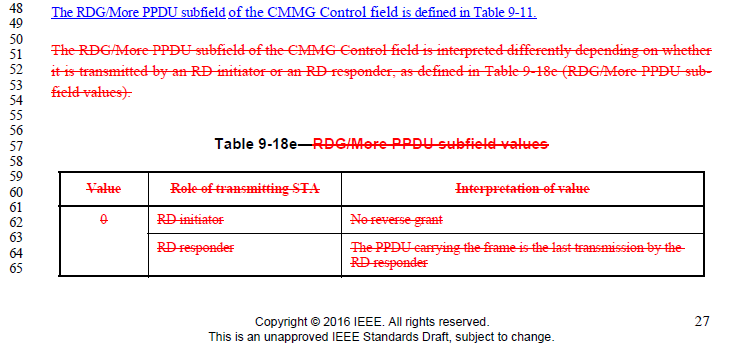 48
The RDG/More PPDU subfield of the CMMG Control field is defined in Table 9-11.
49
50
51 The RDG/More PPDU subfield of the CMMG Control field is interpreted differently depending on whether
52 it is transmitted by an RD initiator or an RD responder, as defined in Table 9-18e (RDG/More PPDU sub-
53 field values).
54
55
56
57 Table 9-18e—RDG/More PPDU subfield values
58
59
60 Value Role of transmitting STA Interpretation of value
61
62 0 RD initiator No reverse grant
63
64 RD responder The PPDU carrying the frame is the last transmission by the
65 RD responder
Copyright © 2016 IEEE. All rights reserved. 27
This is an unapproved IEEE Standards Draft, subject to change.